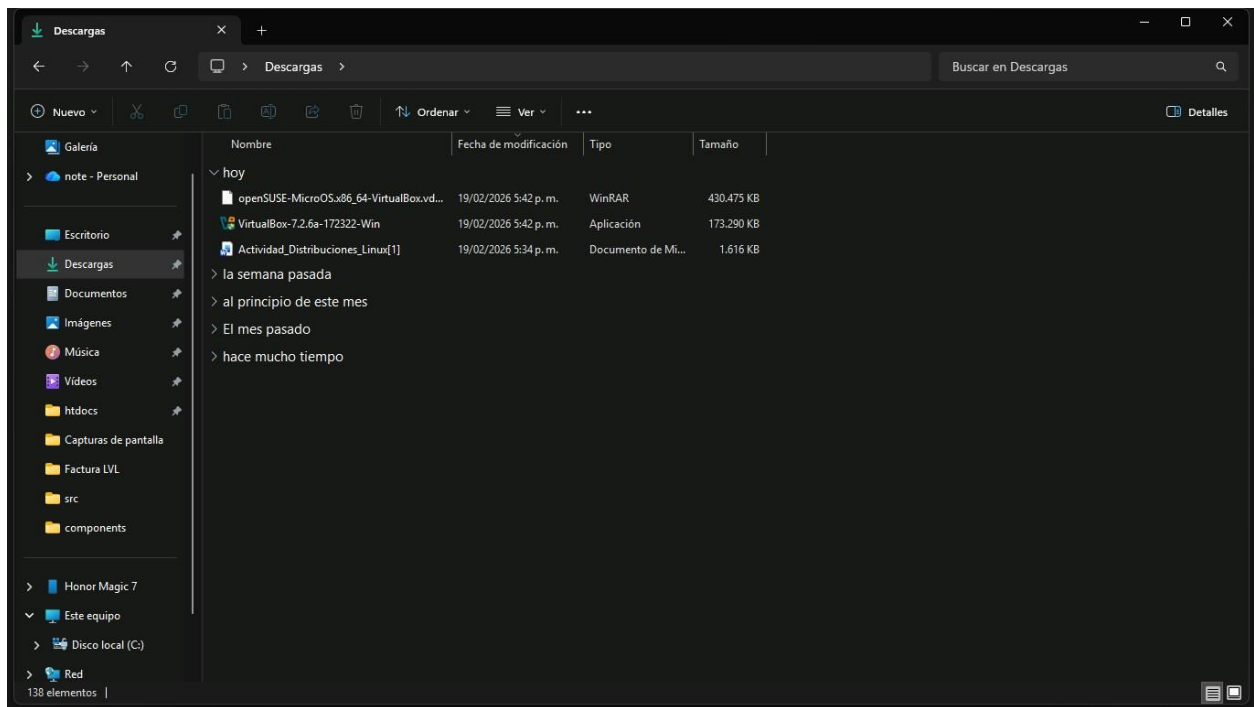 Descargas
Descargas
Buscar en Descargas
Nuevo
Ordenar
Ver
Detalles
Galería
note - Personal
Escritorio
Descargas
Documentos
Imágenes
Música
Vídeos
htdocs
Capturas de pantalla
Factura LVL
src
components
Honor Magic 7
Este equipo
Disco local (C:)
Red
Nombre Fecha de modificación Tipo Tamaño
hoy
openSUSE-MicroOS.x86_64-VirtualBox.vd... 19/02/2026 5:42 p. m. WinRAR 430.475 KB
VirtualBox-7.2.6a-172322-Win 19/02/2026 5:42 p. m. Aplicación 173.290 KB
Actividad_Distribuciones_Linux[1] 19/02/2026 5:34 p. m. Documento de Mi... 1.616 KB
la semana pasada
al principio de este mes
El mes pasado
hace mucho tiempo
138 elementos